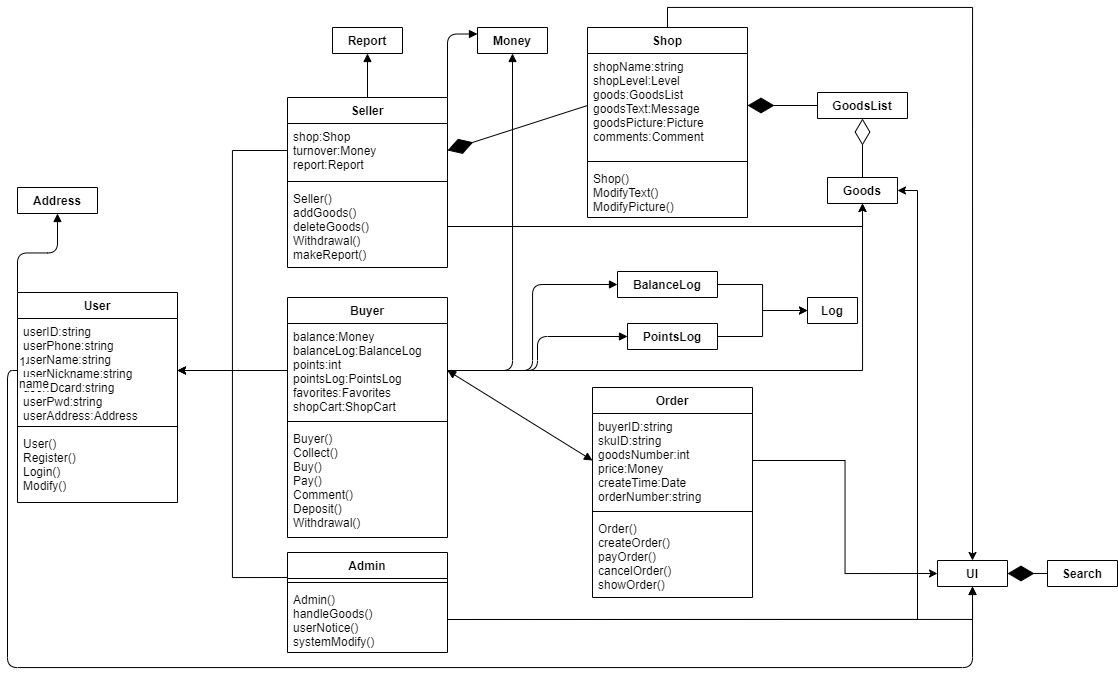 Report
Money
Shop
shopName:string
shopLevel:Level
goods:GoodsList
goodsText:Message
goodsPicture:Picture
comments:Comment
Shop()
ModifyText()
ModifyPicture()
GoodsList
Goods
Seller
shop:Shop
turnover:Money
report:Report
Seller()
addGoods()
deleteGoods()
Withdrawal()
makeReport()
Address
User
userID:string
userPhone:string
1
userName:string
userNickname:string
name
Dcard:string
userPwd:string
userAddress:Address
User()
Register()
Login()
Modify()
Buyer
balance:Money
balanceLog:BalanceLog
points:int
pointsLog:PointsLog
favorites:Favorites
shopCart:ShopCart
Buyer()
Collect()
Buy()
Pay()
Comment()
Deposit()
Withdrawal()
BalanceLog
PointsLog
Log
Order
buyerID:string
skuID:string
goodsNumber:int
price:Money
createTime:Date
orderNumber:string
Order()
createOrder()
payOrder()
cancelOrder()
showOrder()
Admin
Admin()
handleGoods()
userNotice()
systemModify()
UI
Search